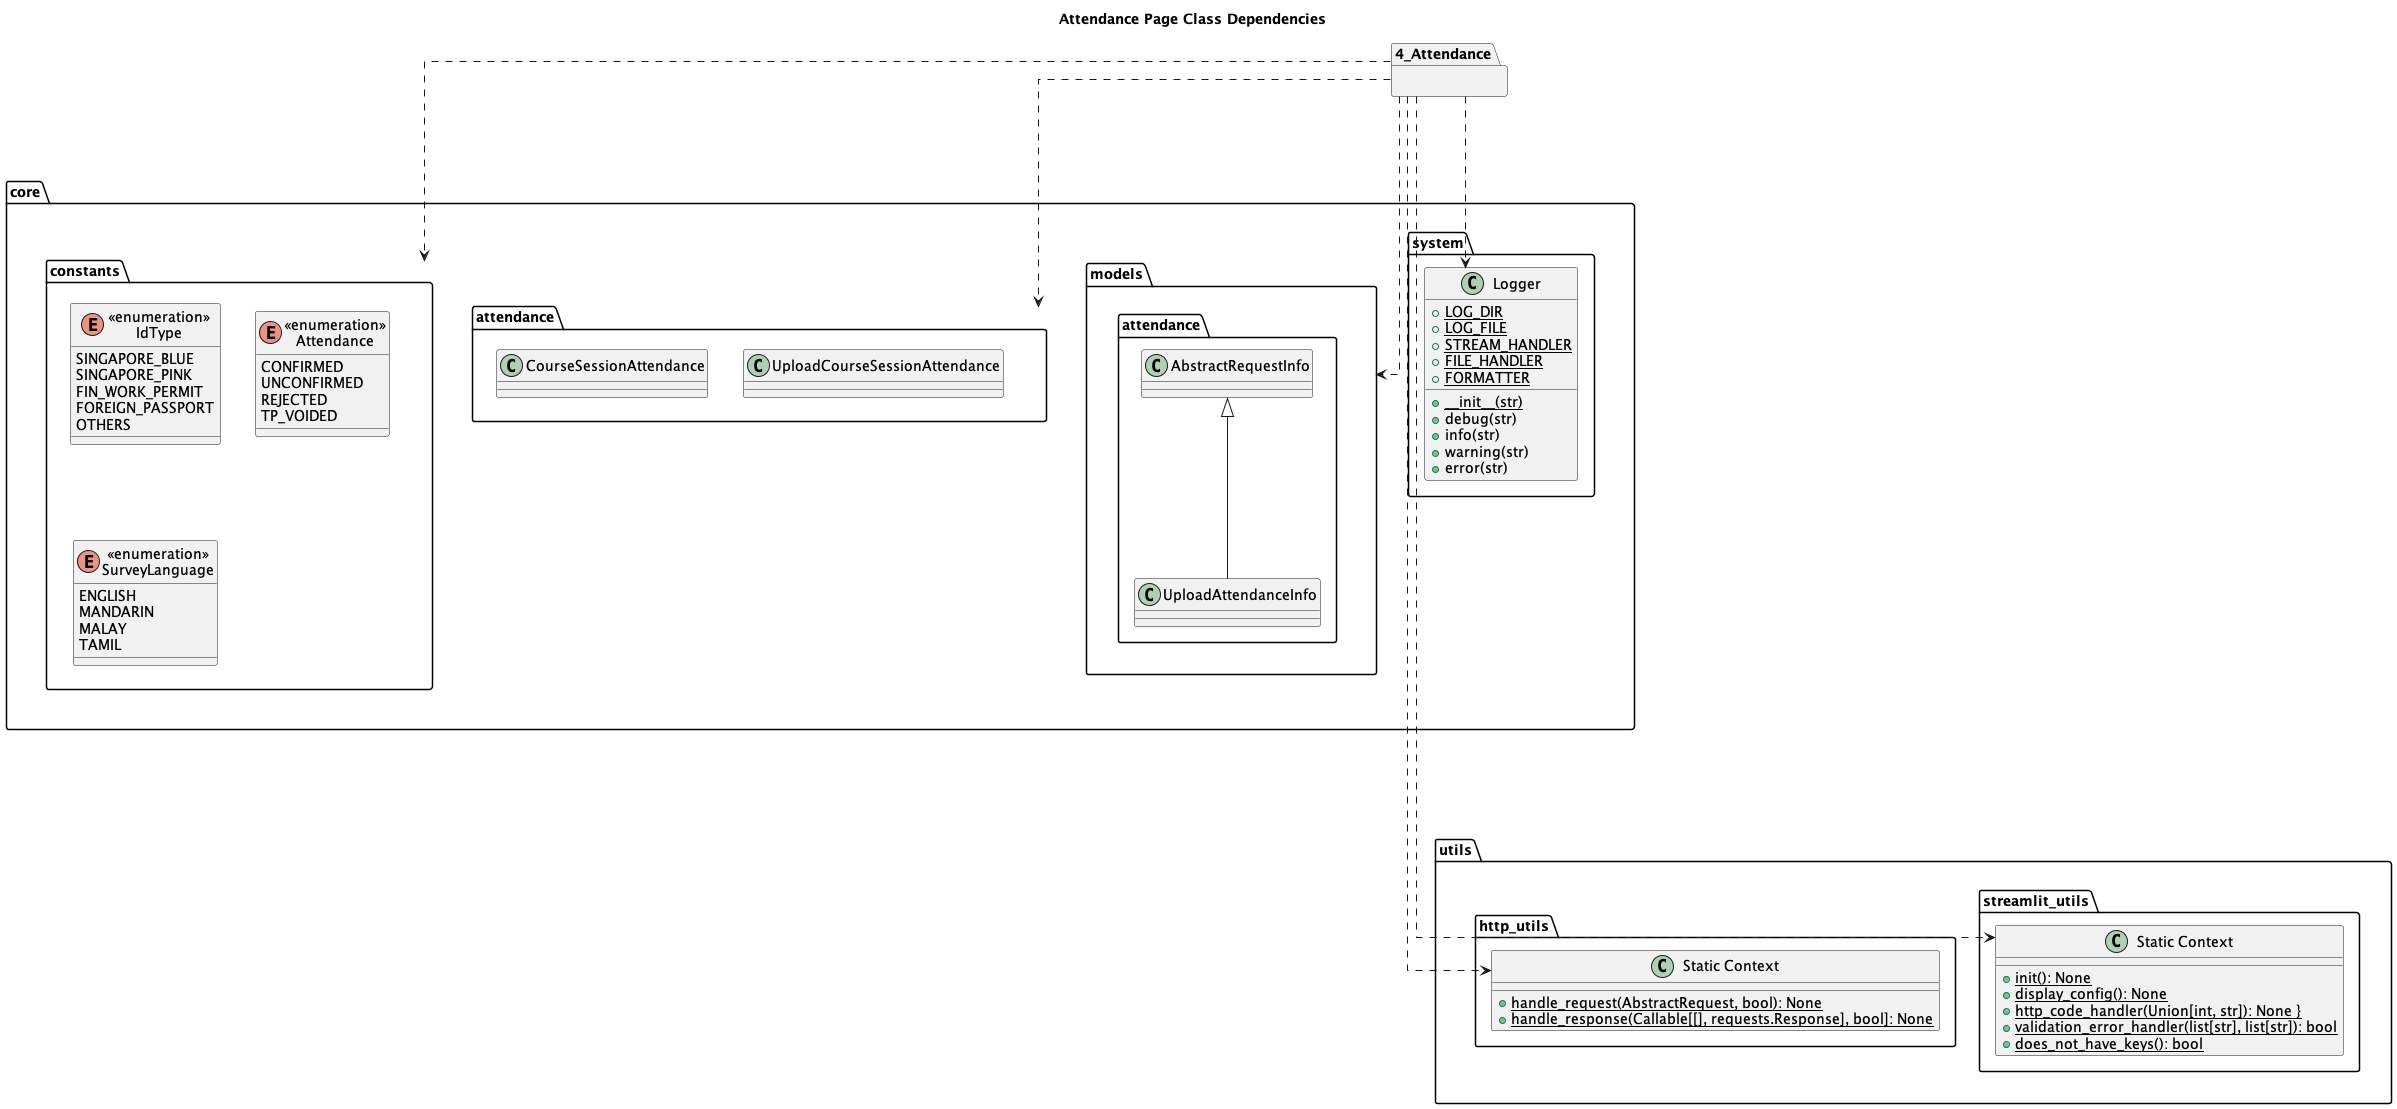 Attendance Page Class Dependencies
4_Attendance
core
constants
E
«enumeration»
IdType
SINGAPORE_BLUE
SINGAPORE_PINK
FIN_WORK_PERMIT
FOREIGN_PASSPORT
OTHERS
E
«enumeration»
Attendance
CONFIRMED
UNCONFIRMED
REJECTED
TP_VOIDED
E
«enumeration»
SurveyLanguage
ENGLISH
MANDARIN
MALAY
TAMIL
attendance
C CourseSessionAttendance
C UploadCourseSessionAttendance
models
attendance
C AbstractRequestInfo
C UploadAttendanceInfo
system
C Logger
LOG_DIR
LOG_FILE
STREAM_HANDLER
FILE_HANDLER
FORMATTER
__init__(str)
debug(str)
info(str)
warning(str)
error(str)
utils
http_utils
C Static Context
handle_request(AbstractRequest, bool): None
handle_response(Callable[[], requests.Response], bool]: None
streamlit_utils
C Static Context
init(): None
display_config(): None
http_code_handler(Union[int, str]): None }
validation_error_handler(list[str], list[str]): bool
does_not_have_keys(): bool